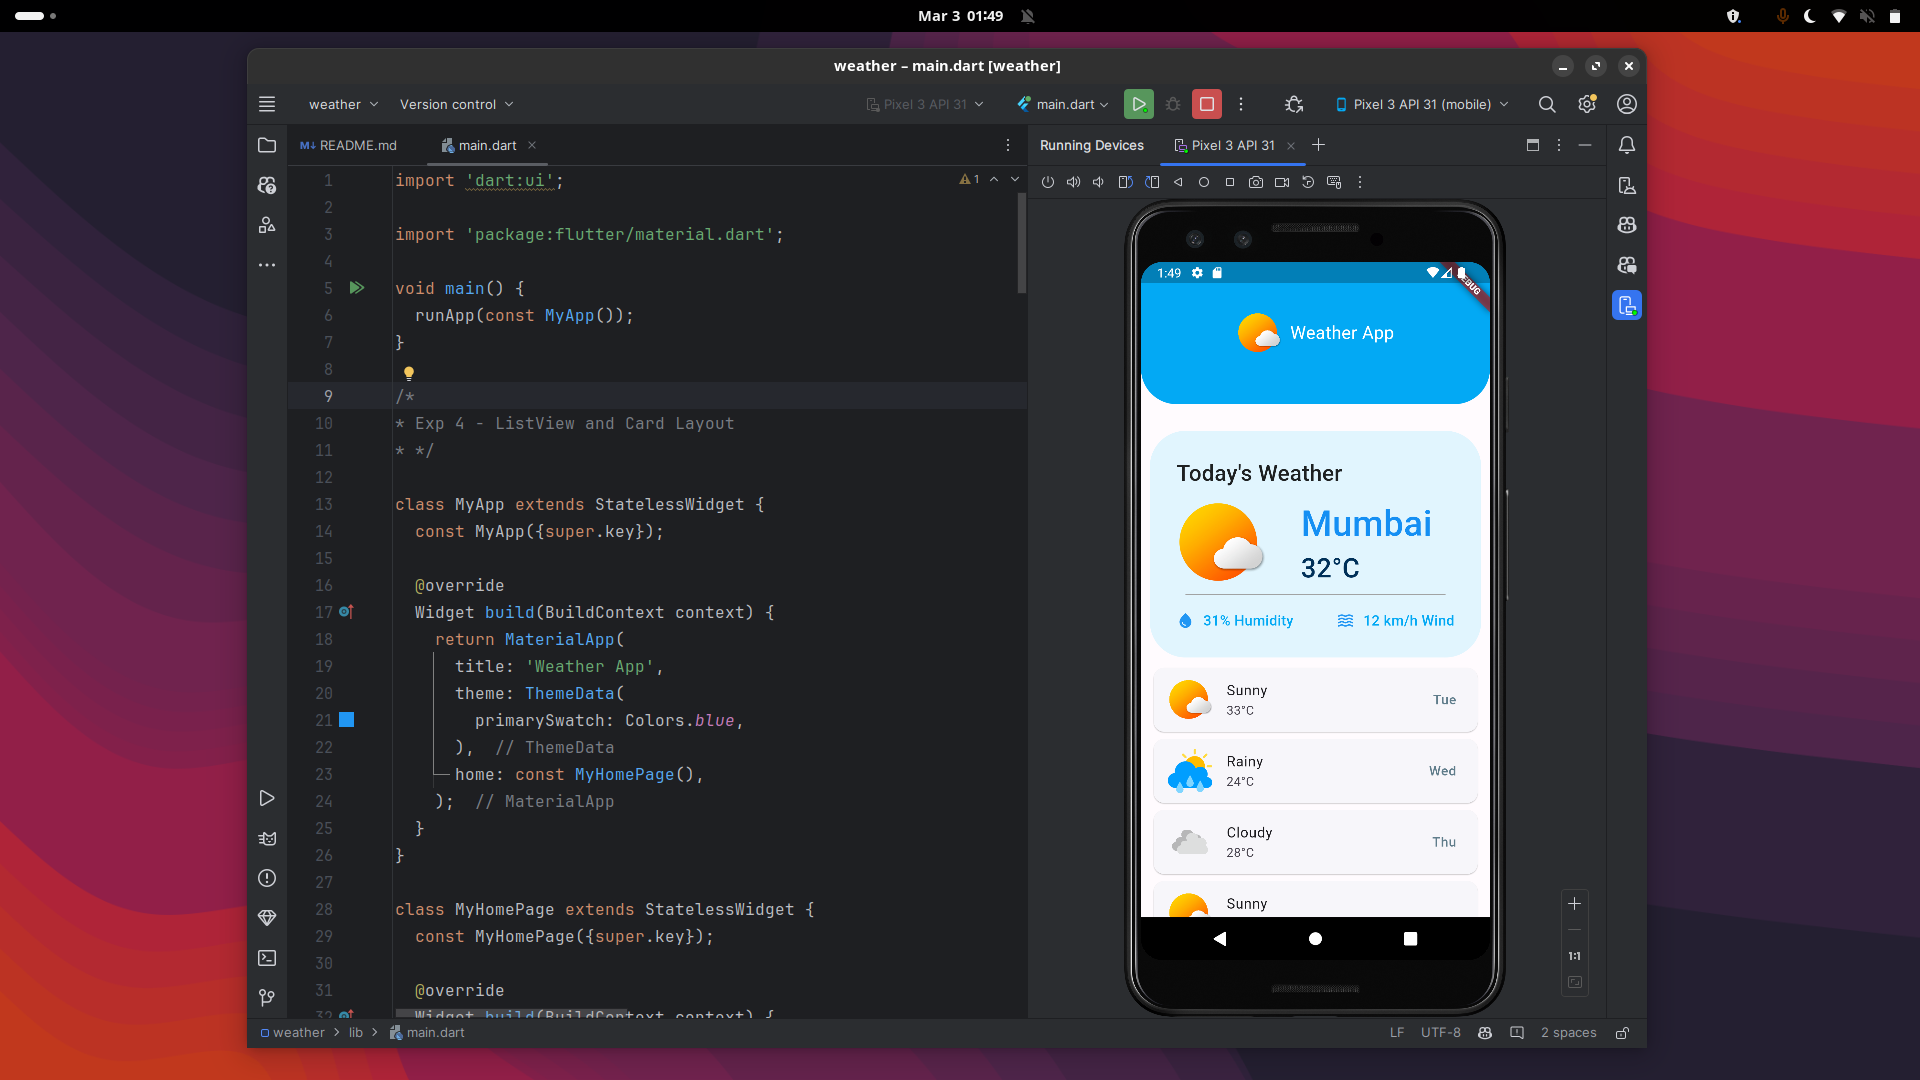 Mar 3 01:49
weather – main.dart [weather]
weather
Version control
Pixel 3 API 31
main.dart
Pixel 3 API 31 (mobile)
M↓ README.md
main.dart
Running Devices
Pixel 3 API 31
1 import 'dart:ui';
1
2
3 import 'package:flutter/material.dart';
4
5 void main() {
6 runApp(const MyApp());
7 }
8
9 /*
10 * Exp 4 - ListView and Card Layout
11 * */
12
13 class MyApp extends StatelessWidget {
14 const MyApp({super.key});
15
16 @override
17 Widget build(BuildContext context) {
18 return MaterialApp(
19 title: 'Weather App',
20 theme: ThemeData(
21 primarySwatch: Colors.blue,
22 ), // ThemeData
23 home: const MyHomePage(),
24 ); // MaterialApp
25 }
26 }
27
28 class MyHomePage extends StatelessWidget {
29 const MyHomePage({super.key});
30
31 @override
32 Widget build(BuildContext context) {
1:49
DEBUG
Weather App
Today's Weather
Mumbai
32°C
31% Humidity
12 km/h Wind
Sunny
33°C
Tue
Rainy
24°C
Wed
Cloudy
28°C
Thu
Sunny
1:1
weather > lib > main.dart
LF
UTF-8
2 spaces